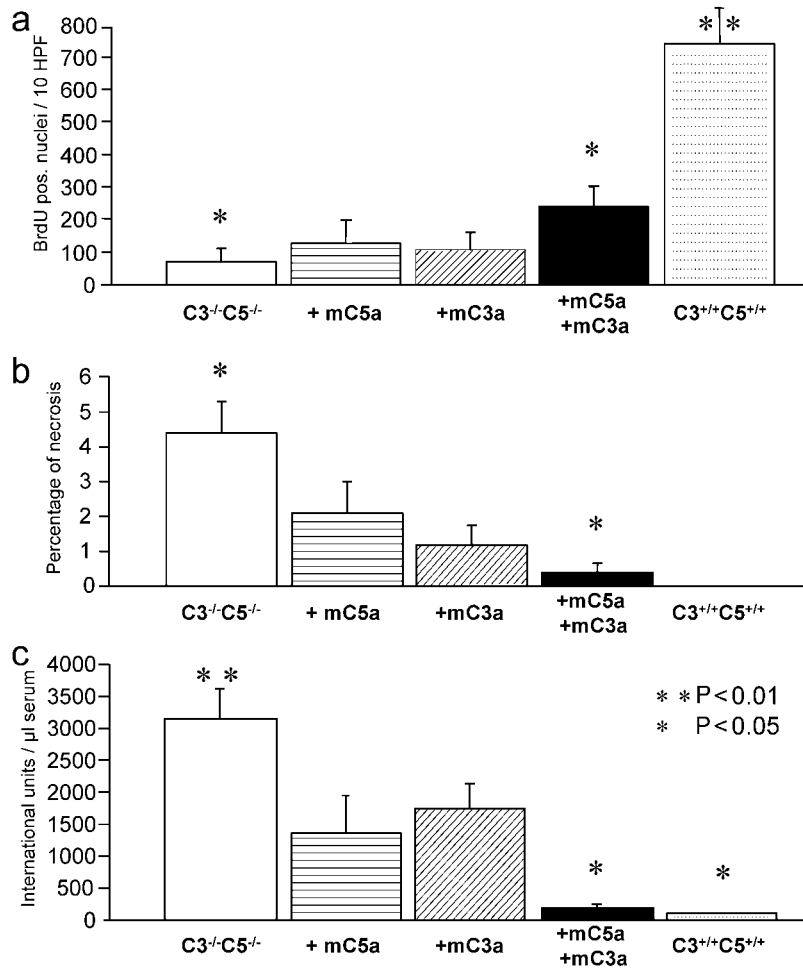 a
BrdU pos. nuclei / 10 HPF
800
700
600
500
400
300
200
100
0
*
*
* *
C3-/-C5-/-
+ mC5a
+mC3a
+mC5a
+mC3a
C3+/+C5+/+
b
Percentage of necrosis
6
5
4
3
2
1
0
*
*
C3-/-C5-/-
+ mC5a
+mC3a
+mC5a
+mC3a
C3+/+C5+/+
c
International units / µl serum
4000
3500
3000
2500
2000
1500
1000
500
0
* *
*
*
* * P<0.01
* P<0.05
C3-/-C5-/-
+ mC5a
+mC3a
+mC5a
+mC3a
C3+/+C5+/+